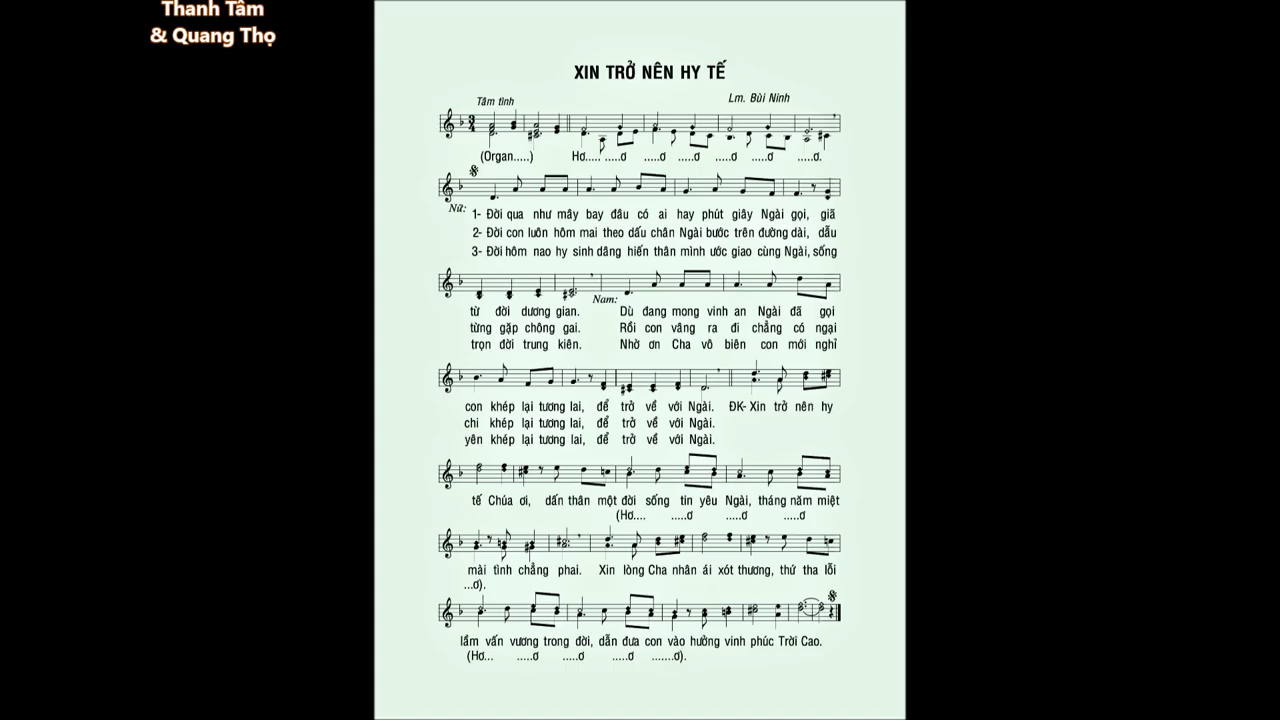 Thanh Tâm
& Quang Thọ
XIN TRỞ NÊN HY TẾ
Tâm tình
Lm. Bùi Ninh
(Organ.....) Hơ..... .....ơ .....ơ .....ơ .....ơ .....ơ .....ơ.
Nữ: 1- Đời qua như mây bay đâu có ai hay phút giây Ngài gọi, giã
2- Đời con luôn hôm mai theo dấu chân Ngài bước trên đường dài, dẫu
3- Đời hôm nao hy sinh dâng hiến thân mình ước giao cùng Ngài, sống
Nam:
từ đời dương gian. Dù đang mong vinh an Ngài đã gọi
từng gặp chông gai. Rồi con vâng ra đi chẳng có ngại
trọn đời trung kiên. Nhờ ơn Cha vô biên con mới nghỉ
con khép lại tương lai, để trở về với Ngài. ĐK- Xin trở nên hy
chi khép lại tương lai, để trở về với Ngài.
yên khép lại tương lai, để trở về với Ngài.
tế Chúa ơi, dấn thân một đời sống tin yêu Ngài, tháng năm miệt
(Hơ.... .....ơ .....ơ .....ơ
mài tình chẳng phai. Xin lòng Cha nhân ái xót thương, thứ tha lỗi
...ơ).
lầm vấn vương trong đời, dẫn đưa con vào hưởng vinh phúc Trời Cao.
(Hơ... .....ơ .....ơ .....ơ .......ơ).